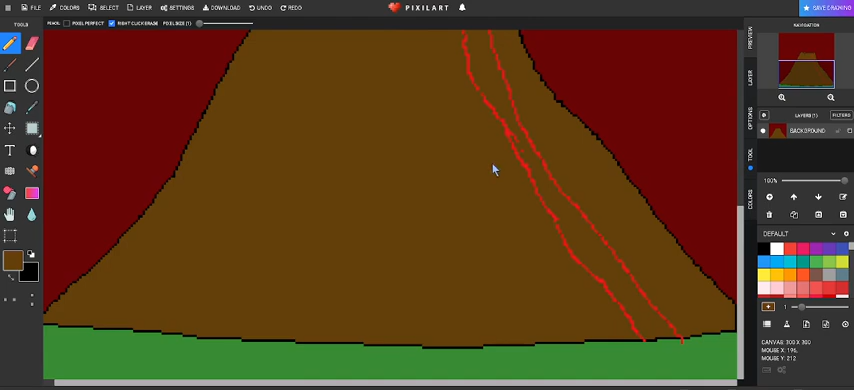 FILE COLORS SELECT LAYER SETTINGS DOWNLOAD UNDO REDO PIXILART SAVE DRAWING
TOOLS PENCIL: PIXEL PERFECT RIGHT CLICK ERASE PIXEL SIZE(1)
NAVIGATION
PREVIEW
LAYER
OPTIONS
TOOL
COLORS
LAYERS (1) FILTERS
BACKGROUND
100%
DEFAULT
1
CANVAS: 300 X 300
MOUSE X: 196,
MOUSE Y: 212